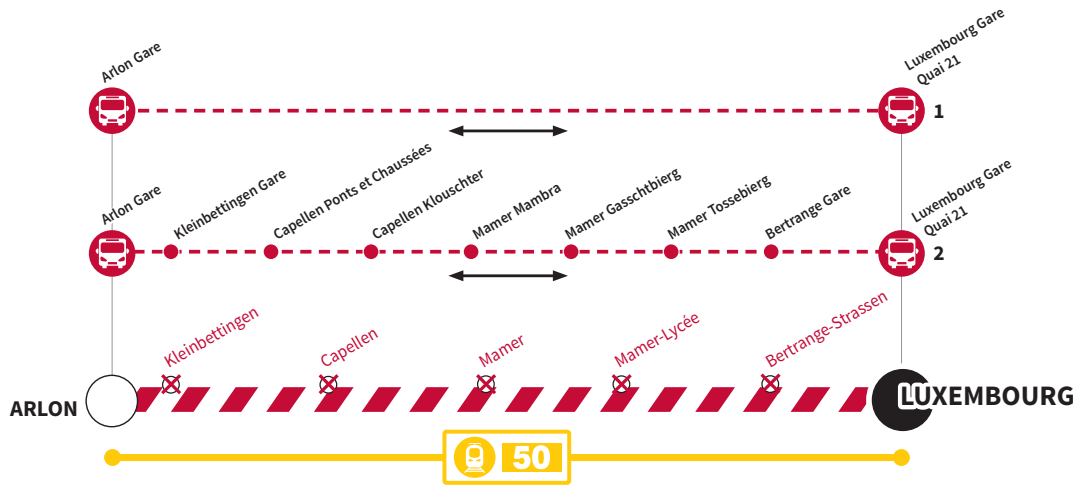 Arlon Gare
Luxembourg Gare
Quai 21
1
Arlon Gare
Kleinbettingen Gare
Capellen Ponts et Chaussées
Capellen Klouschter
Mamer Mambra
Mamer Gasschtbierg
Mamer Tossebierg
Bertrange Gare
Luxembourg Gare
Quai 21
2
Kleinbettingen
Capellen
Mamer
Mamer-Lycée
Bertrange-Strassen
ARLON
LUXEMBOURG
50